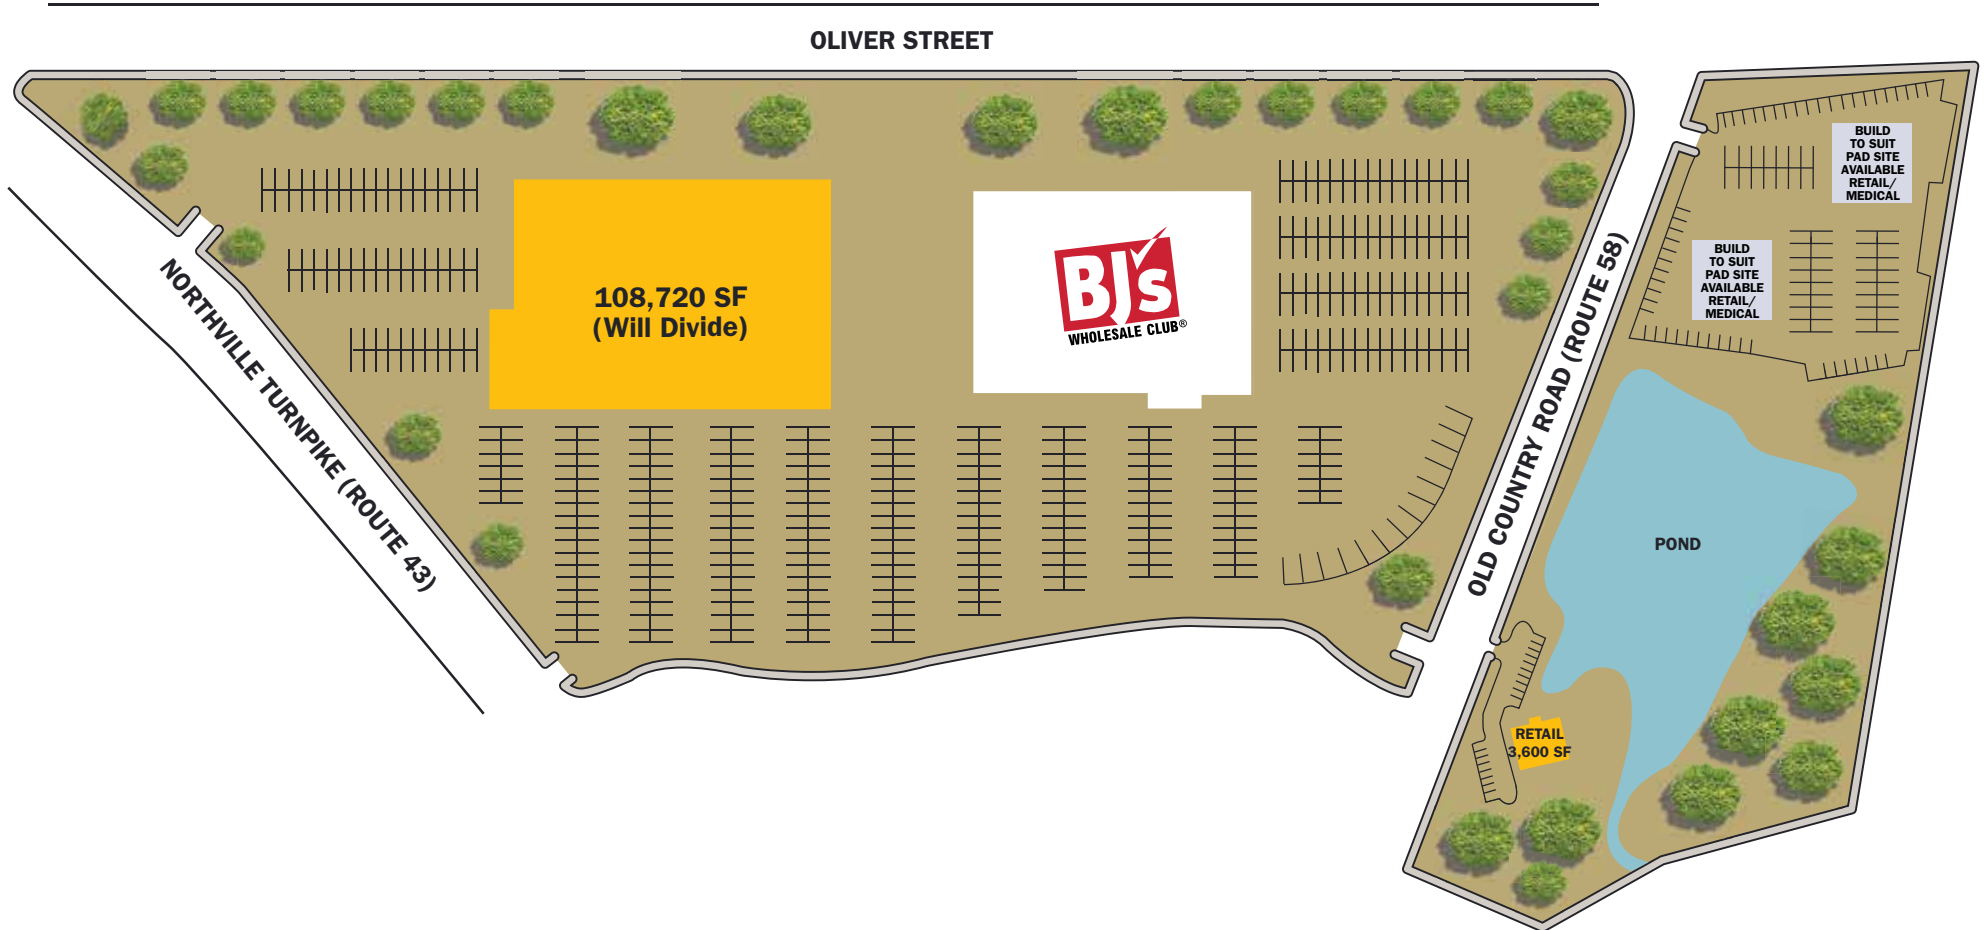 OLIVER STREET
BUILD
TO SUIT
PAD SITE
AVAILABLE
RETAIL/
MEDICAL
BUILD
TO SUIT
PAD SITE
AVAILABLE
RETAIL/
MEDICAL
108,720 SF
(Will Divide)
BJ's
WHOLESALE CLUB®
NORTHVILLE TURNPIKE (ROUTE 43)
OLD COUNTRY ROAD (ROUTE 58)
POND
RETAIL
3,600 SF